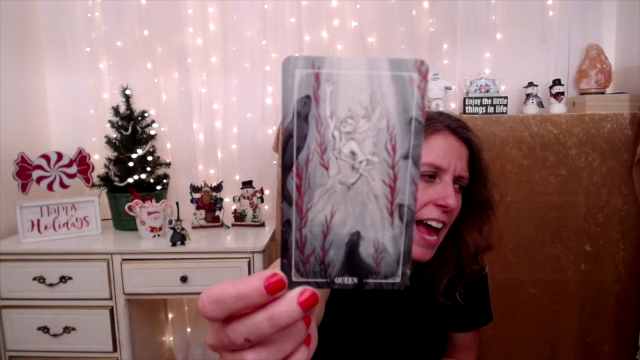 Enjoy the little
things in life
Happy
Holidays
QUEEN